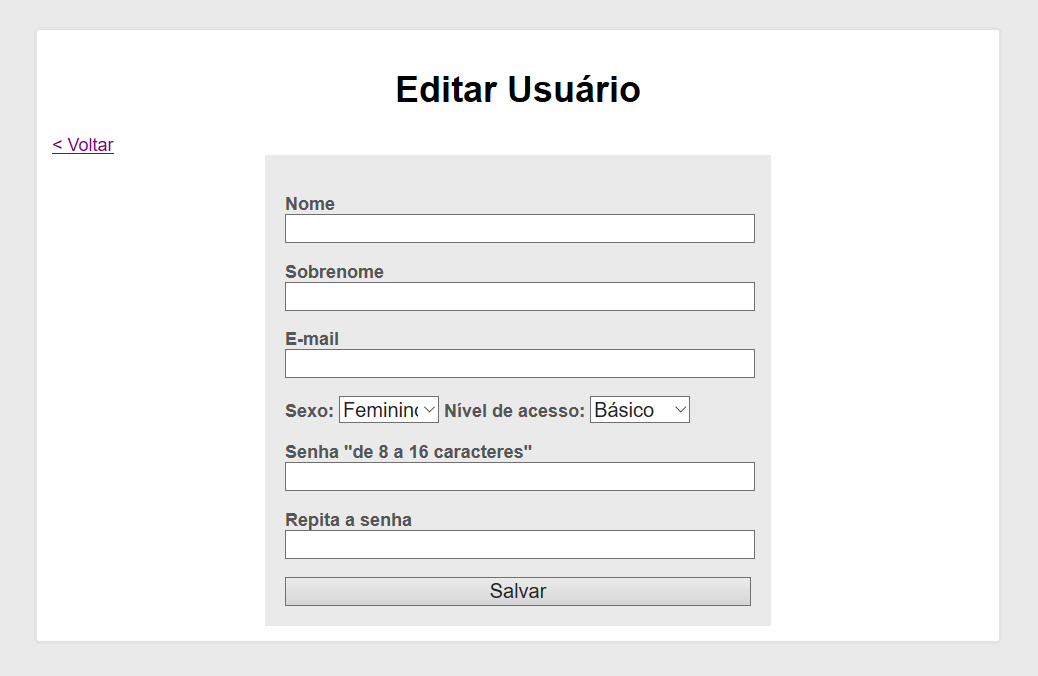 Editar Usuário
< Voltar
Nome
Sobrenome
E-mail
Sexo: Feminino Nível de acesso: Básico
Senha "de 8 a 16 caracteres"
Repita a senha
Salvar